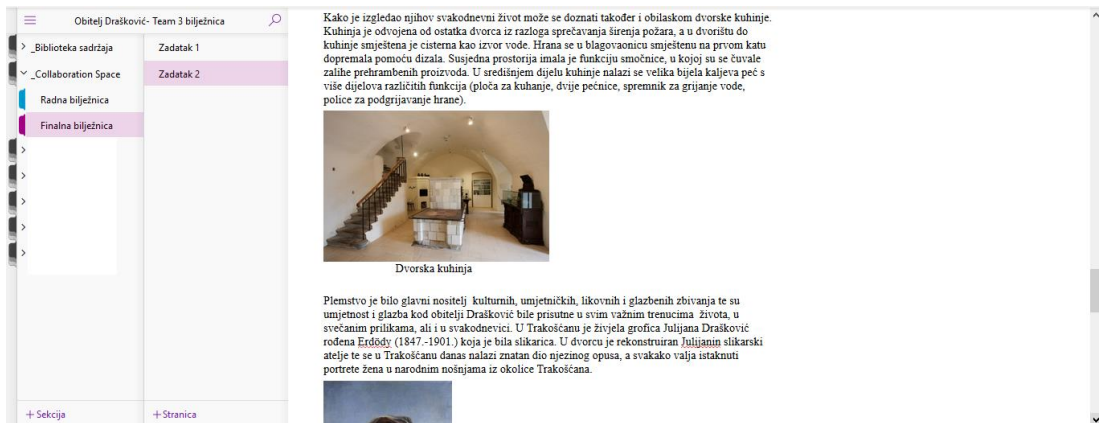 Obitelj Drašković- Team 3 bilježnica
_Biblioteka sadržaja
_Collaboration Space
Radna bilježnica
Finalna bilježnica
+ Sekcija
Zadatak 1
Zadatak 2
+ Stranica
Kako je izgledao njihov svakodnevni život može se doznati također i obilaskom dvorske kuhinje.
Kuhinja je odvojena od ostatka dvorca iz razloga sprečavanja širenja požara, a u dvorištu do
kuhinje smještena je cisterna kao izvor vode. Hrana se u blagovaonicu smještenu na prvom katu
dopremala pomoću dizala. Susjedna prostorija imala je funkciju smočnice, u kojoj su se čuvale
zalihe prehrambenih proizvoda. U središnjem dijelu kuhinje nalazi se velika bijela kaljeva peć s
više dijelova različitih funkcija (ploča za kuhanje, dvije pećnice, spremnik za grijanje vode,
police za podgrijavanje hrane).
Dvorska kuhinja
Plemstvo je bilo glavni nositelj kulturnih, umjetničkih, likovnih i glazbenih zbivanja te su
umjetnost i glazba kod obitelji Drašković bile prisutne u svim važnim trenucima života, u
svečanim prilikama, ali i u svakodnevici. U Trakošćanu je živjela grofica Julijana Drašković
rođena Erdödy (1847.-1901.) koja je bila slikarica. U dvorcu je rekonstruiran Julijanin slikarski
atelje te se u Trakošćanu danas nalazi znatan dio njezinog opusa, a svakako valja istaknuti
portrete žena u narodnim nošnjama iz okolice Trakošćana.